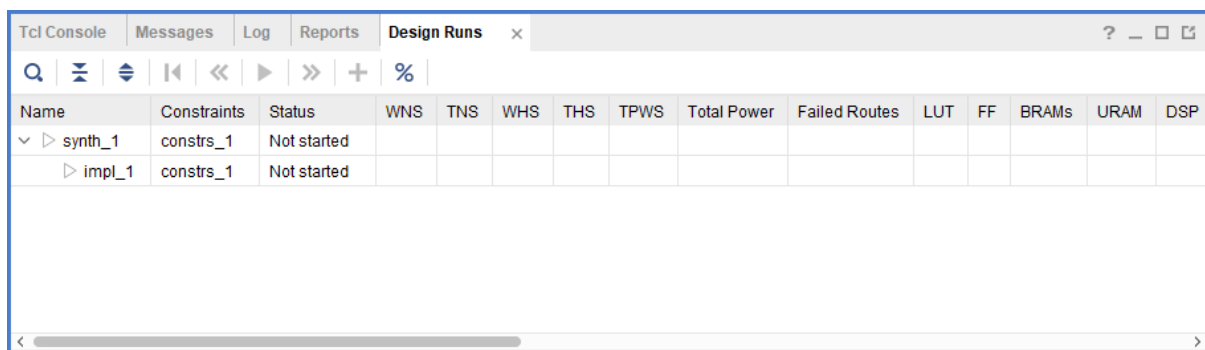 Tcl Console Messages Log Reports Design Runs × ?
%
Name Constraints Status WNS TNS WHS THS TPWS Total Power Failed Routes LUT FF BRAMs URAM DSP
synth_1 constrs_1 Not started
impl_1 constrs_1 Not started